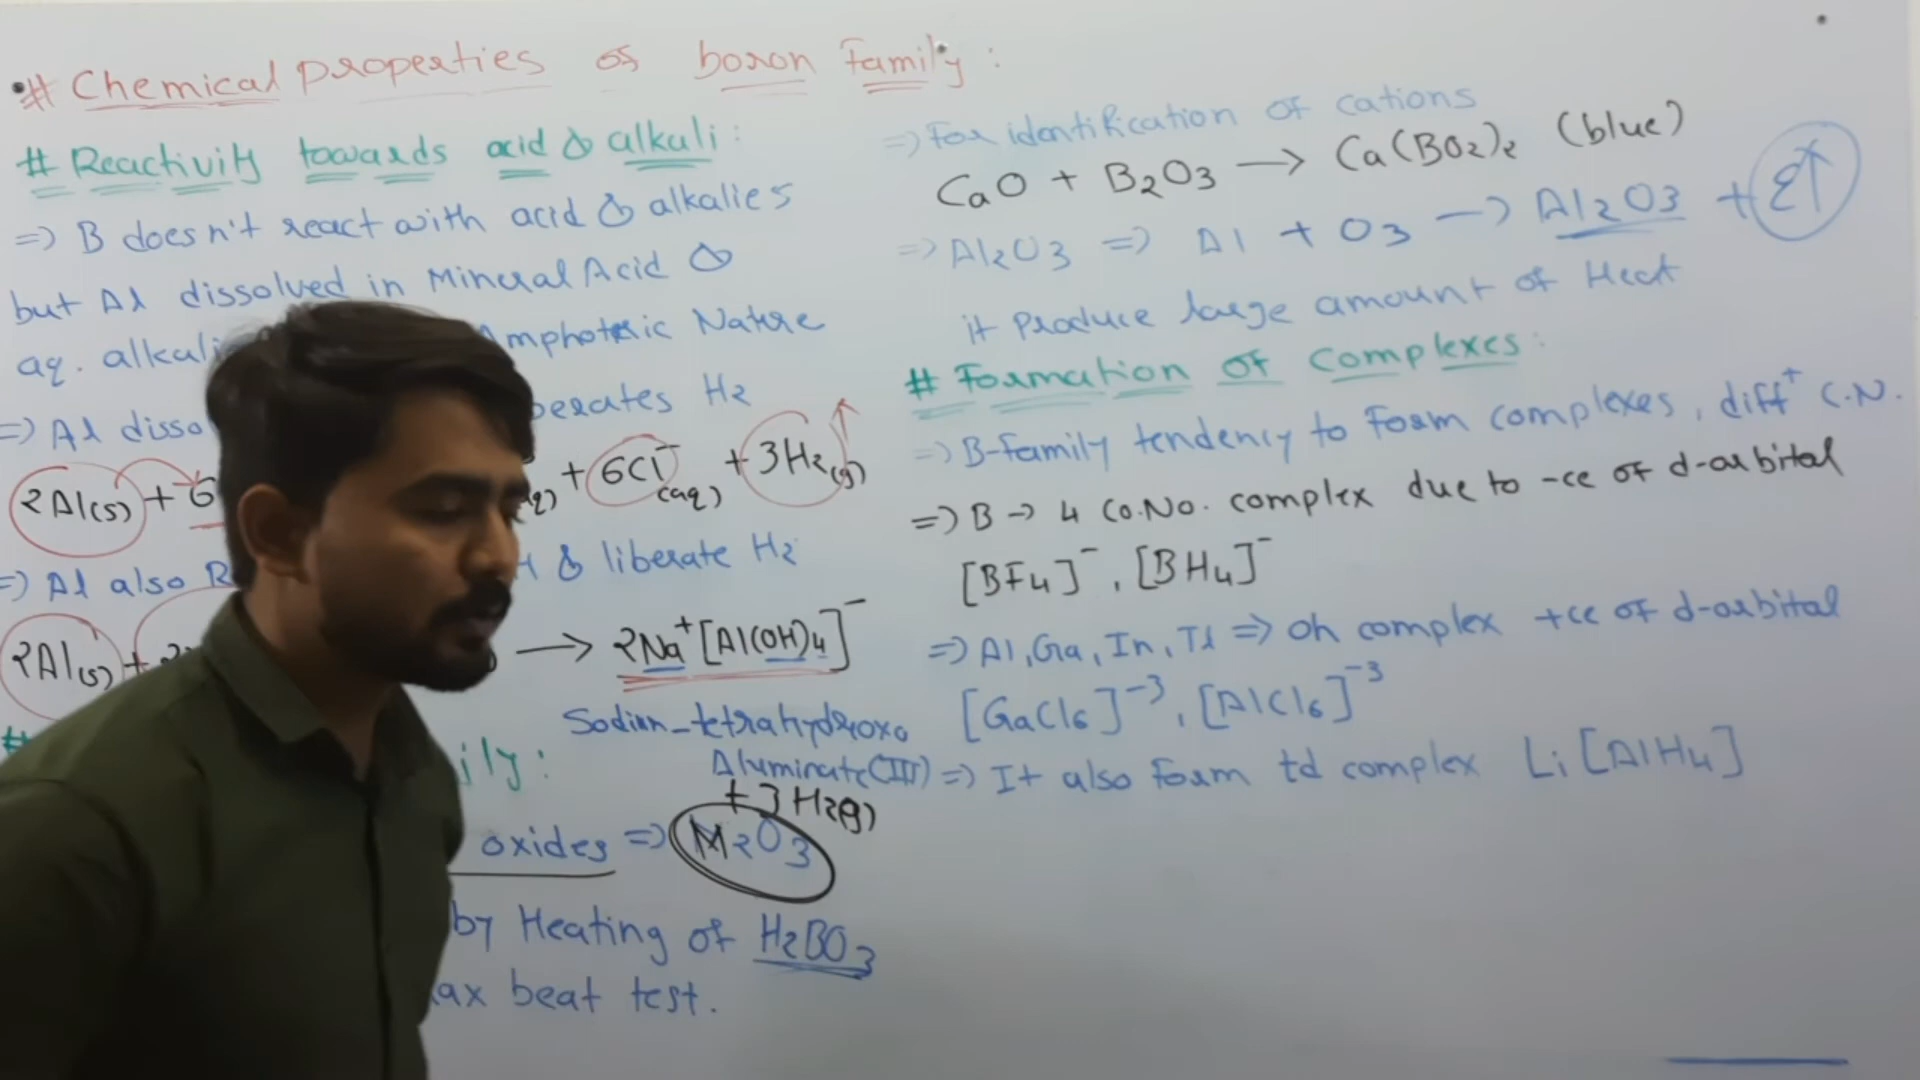 # Chemical properties of boron Family :
# Reactivity towards acid & alkali :
=> B doesn't react with acid & alkalies
but Al dissolved in Mineral Acid &
aq. alkali Amphoteric Nature
=> Al disso berates H2
2Al(s) + 6 q) + 6Cl⁻(aq) + 3H2(g) ↑
=> Al also R H & liberate H2
2Al(s) + → 2Na⁺[Al(OH)4]⁻
Sodium-tetrahydroxo
Aluminate(III)
+ 3H2(g)
# ily :
oxides => M2O3
by Heating of H2BO3
ax beat test.
=> For identification of cations
CaO + B2O3 → Ca(BO2)2 (blue)
=> Al2O3 => Al + O3 → Al2O3 + E↑
it Produce large amount of Heat
# Formation of Complexes :
=> B-family tendency to form complexes, diff⁺ C.N.
=> B → 4 Co.No. complex due to -ce of d-orbital
[BF4]⁻, [BH4]⁻
=> Al, Ga, In, Tl => oh complex +ce of d-orbital
[GaCl6]⁻³, [AlCl6]⁻³
=> It also form td complex Li[AlH4]